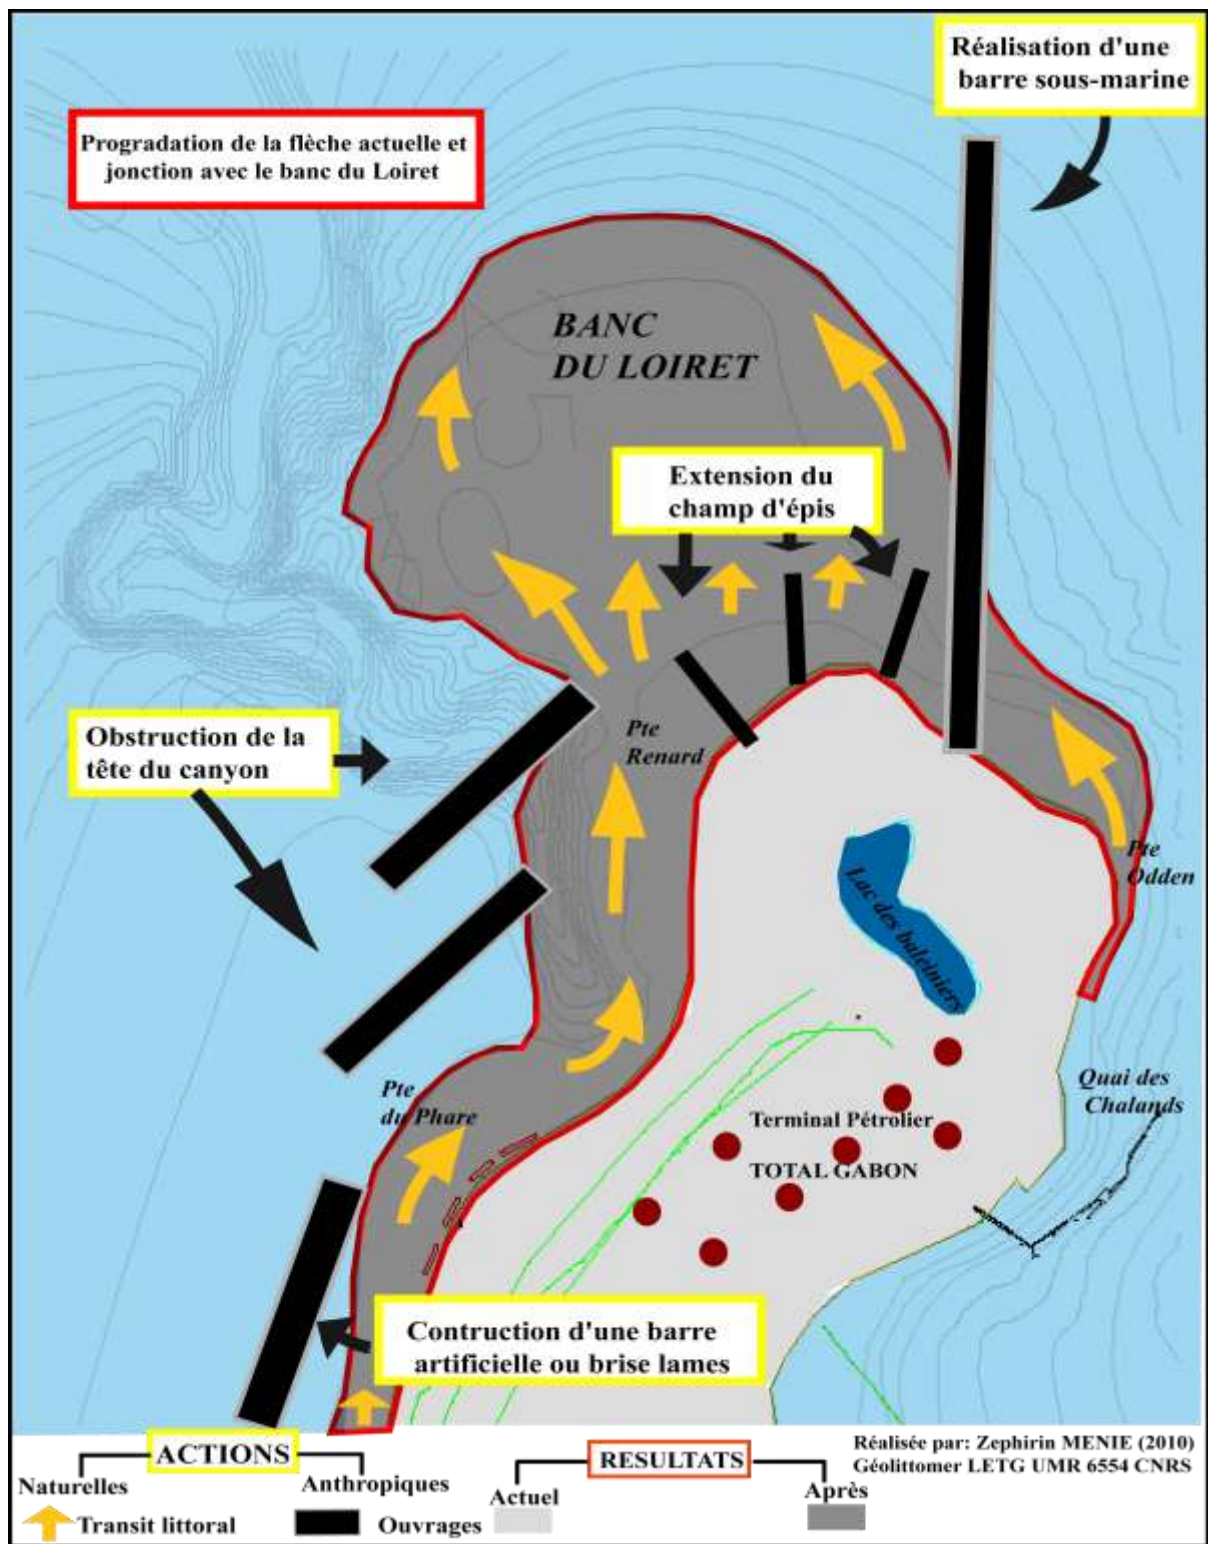 Réalisation d'une
barre sous-marine
Progradation de la flèche actuelle et
jonction avec le banc du Loiret
BANC
DU LOIRET
Extension du
champ d'épis
Obstruction de la
tête du canyon
Pte
Renard
Pte
Odden
Lac des baleiniers
Pte
du Phare
Quai des
Chalands
Terminal Pétrolier
TOTAL GABON
Contruction d'une barre
artificielle ou brise lames
ACTIONS
Naturelles
Anthropiques
Transit littoral
Ouvrages
RESULTATS
Actuel
Après
Réalisée par: Zephirin MENIE (2010)
Géolittomer LETG UMR 6554 CNRS